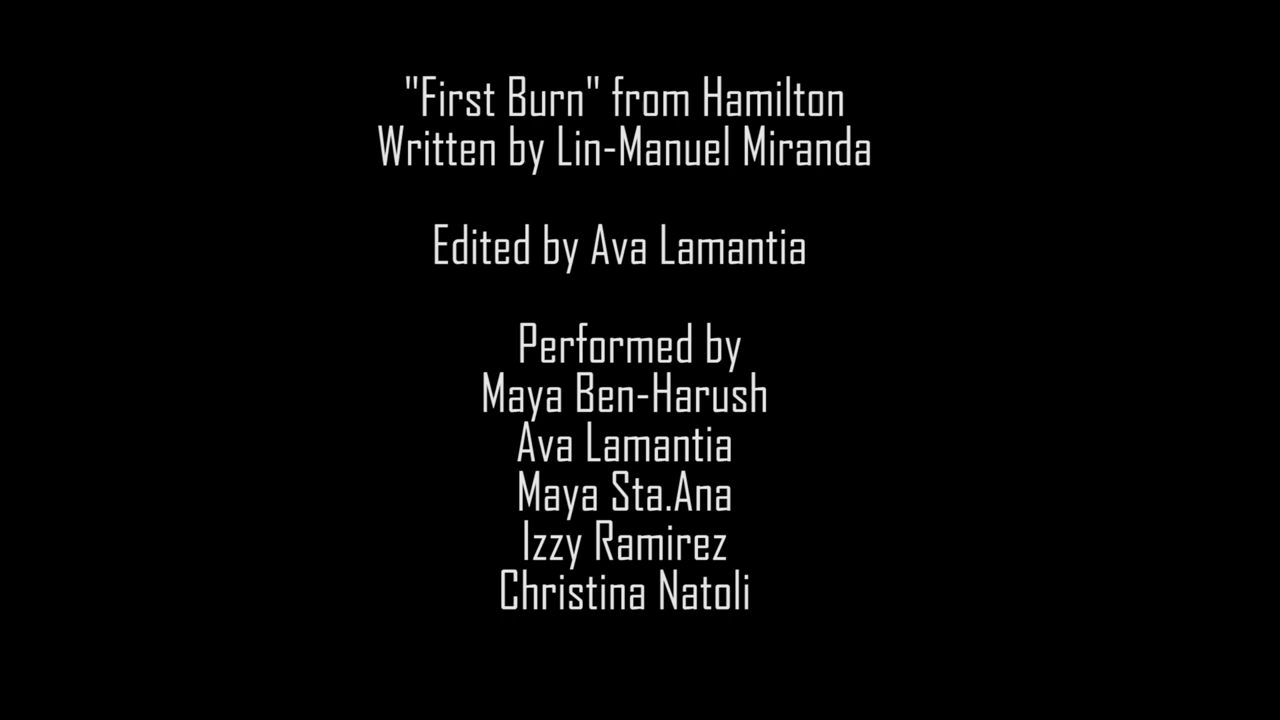 "First Burn" from Hamilton
Written by Lin-Manuel Miranda
Edited by Ava Lamantia
Performed by
Maya Ben-Harush
Ava Lamantia
Maya Sta.Ana
Izzy Ramirez
Christina Natoli